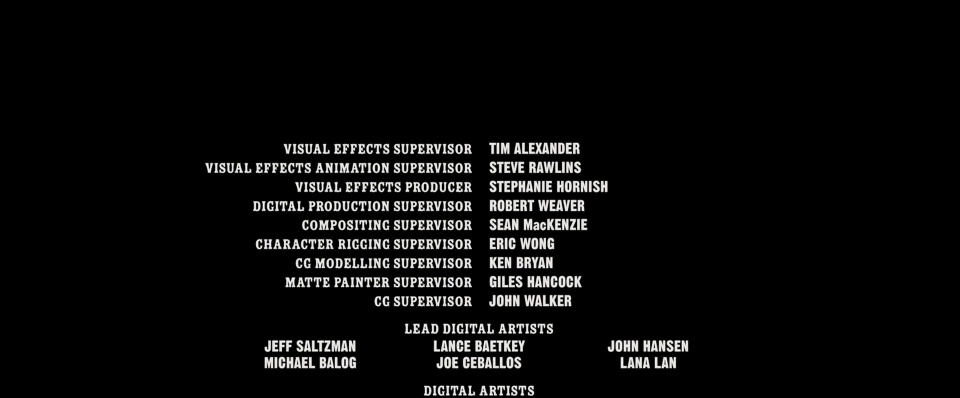 VISUAL EFFECTS SUPERVISOR TIM ALEXANDER
VISUAL EFFECTS ANIMATION SUPERVISOR STEVE RAWLINS
VISUAL EFFECTS PRODUCER STEPHANIE HORNISH
DIGITAL PRODUCTION SUPERVISOR ROBERT WEAVER
COMPOSITING SUPERVISOR SEAN MacKENZIE
CHARACTER RIGGING SUPERVISOR ERIC WONG
CG MODELLING SUPERVISOR KEN BRYAN
MATTE PAINTER SUPERVISOR GILES HANCOCK
CG SUPERVISOR JOHN WALKER
LEAD DIGITAL ARTISTS
JEFF SALTZMAN LANCE BAETKEY JOHN HANSEN
MICHAEL BALOG JOE CEBALLOS LANA LAN
DIGITAL ARTISTS